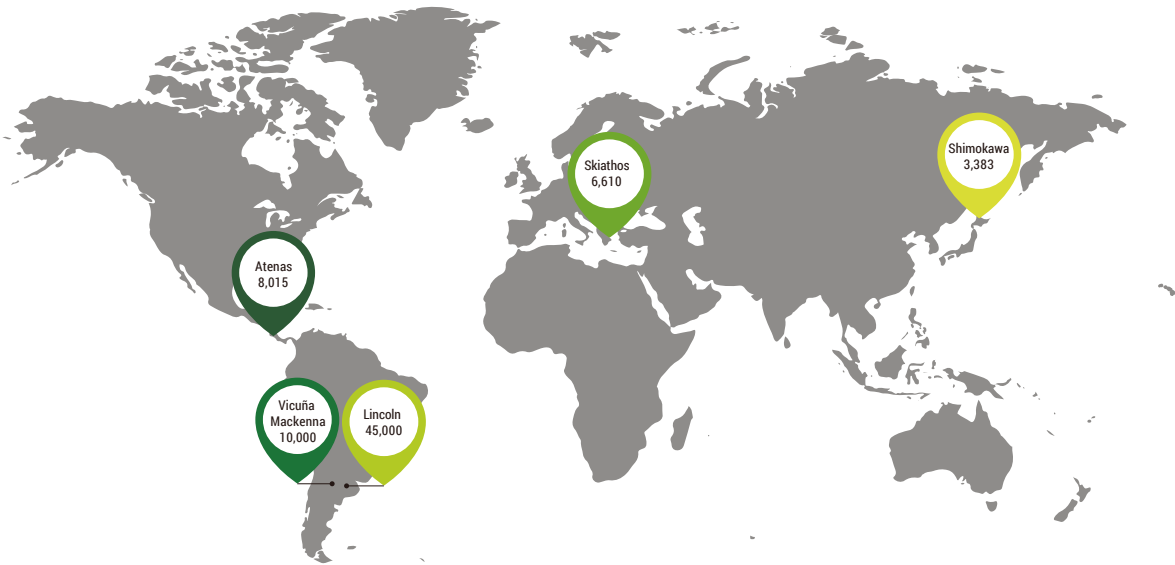 Shimokawa
3,383
Skiathos
6,610
Atenas
8,015
Vicuña
Mackenna
10,000
Lincoln
45,000